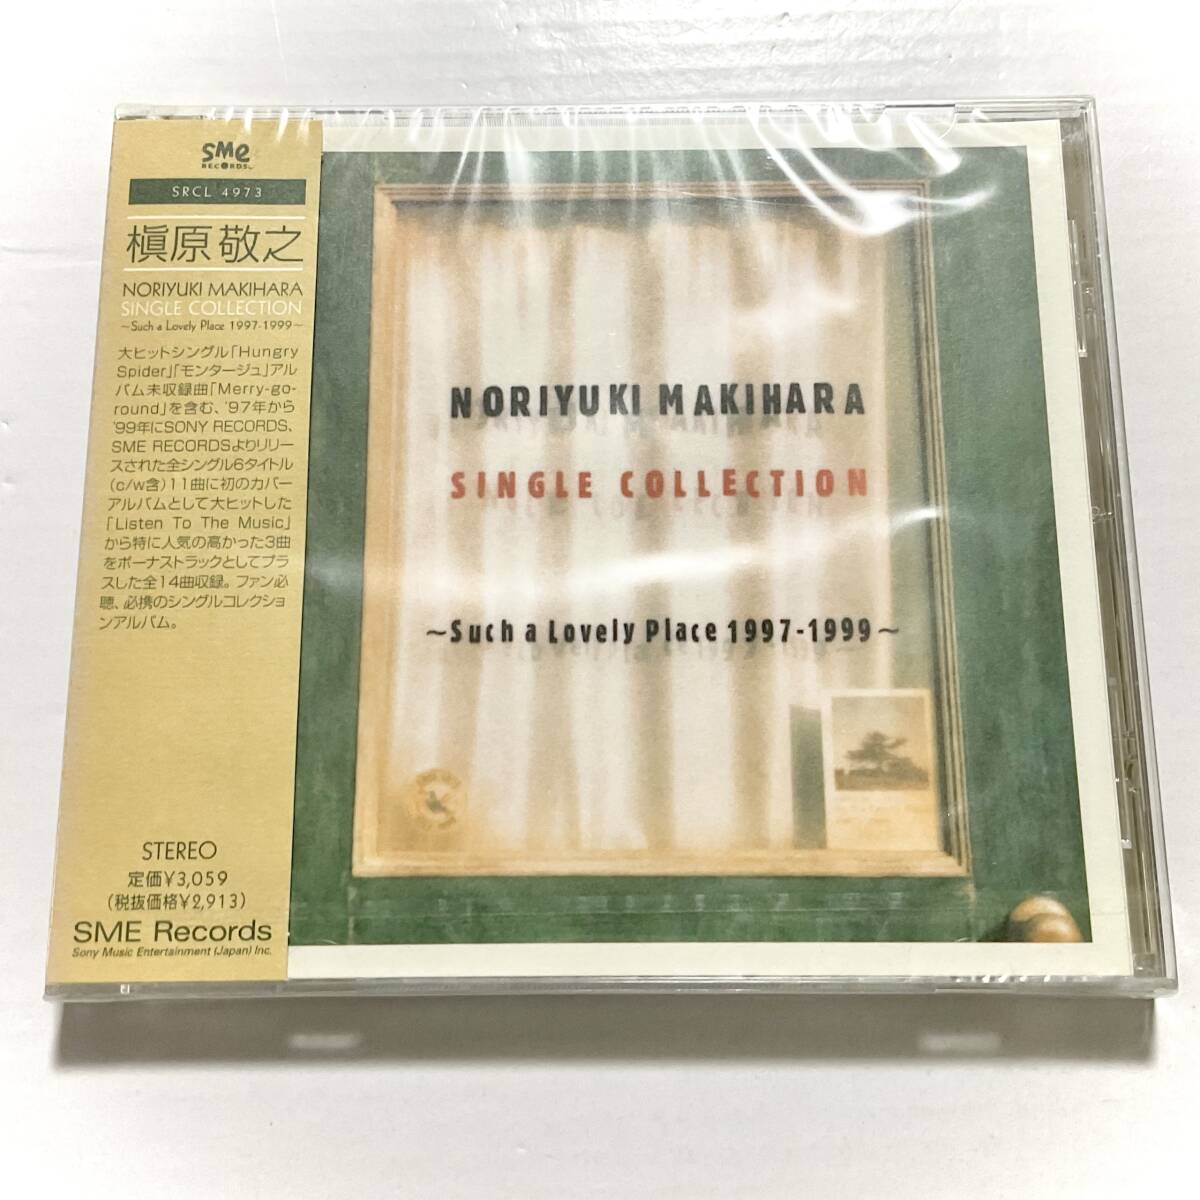 SMe
RECORDS
SRCL 4973
槇原敬之
NORIYUKI MAKIHARA
SINGLE COLLECTION
~Such a Lovely Place 1997-1999~
大ヒットシングル「Hungry
Spider」「モンタージュ」アル
バム未収録曲「Merry-go-
round」を含む、'97年から
'99年にSONY RECORDS、
SME RECORDSよりリリー
スされた全シングル6タイトル
(c/w含)11曲に初のカバー
アルバムとして大ヒットした
「Listen To The Music」
から特に人気の高かった3曲
をボーナストラックとしてプラ
スした全14曲収録。ファン必
聴、必携のシングルコレクショ
ンアルバム。
STEREO
定価¥3,059
(税抜価格¥2,913)
SME Records
Sony Music Entertainment (Japan) Inc.
NORIYUKI MAKIHARA
SINGLE COLLECTION
~Such a Lovely Place 1997-1999~